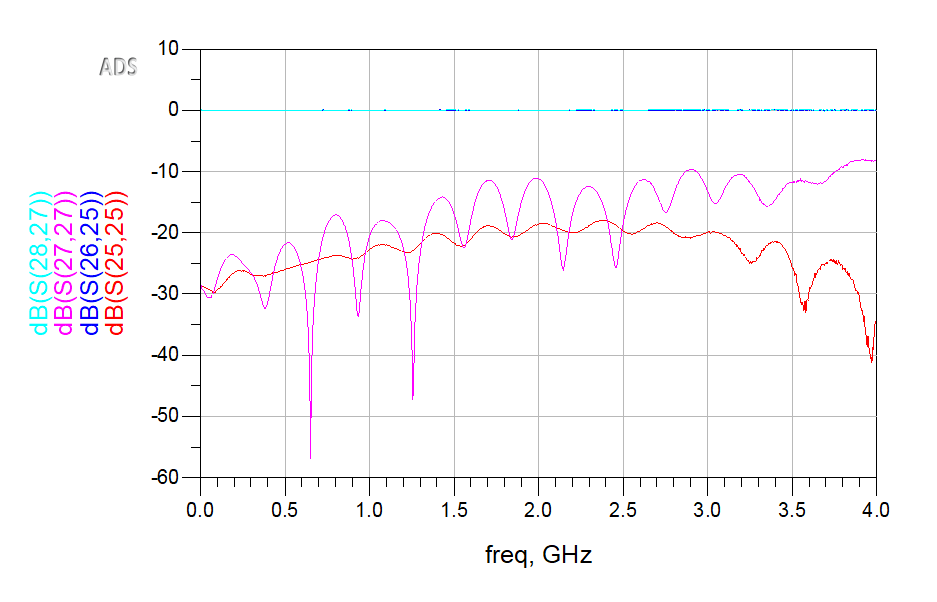 ADS
dB(S(28,27))
dB(S(27,27))
dB(S(26,25))
dB(S(25,25))
10
0
-10
-20
-30
-40
-50
-60
0.0 0.5 1.0 1.5 2.0 2.5 3.0 3.5 4.0
freq, GHz